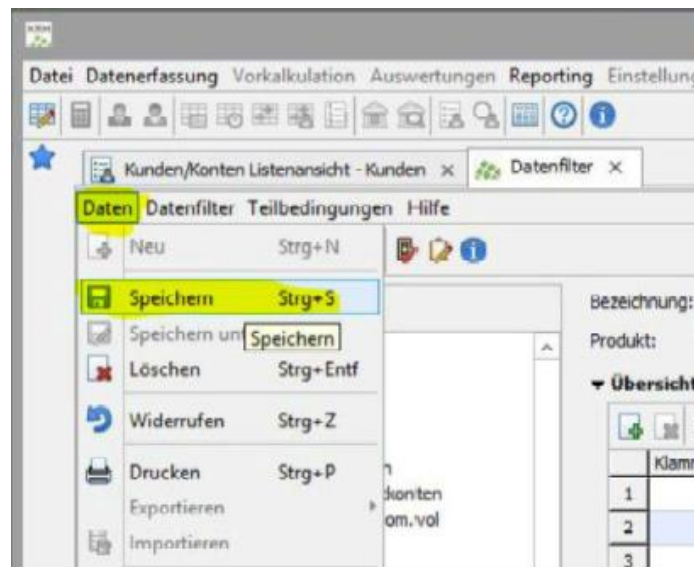 Datei Datenerfassung Vorkalkulation Auswertungen Reporting Einstellung
Kunden/Konten Listenansicht - Kunden Datenfilter
Daten Datenfilter Teilbedingungen Hilfe
Neu Strg+N
Speichern Strg+S
Bezeichnung:
Speichern un
Speichern
Produkt:
Löschen Strg+Entf
Übersicht
Widerrufen Strg+Z
Klamm
Drucken Strg+P
Exportieren
konten
1
om.vol
2
Importieren
3